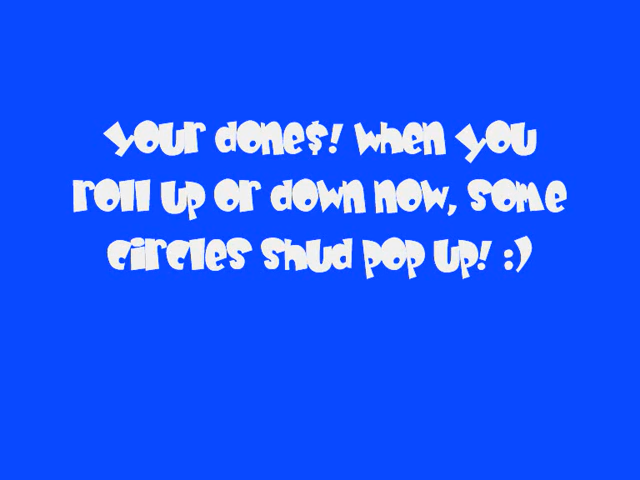 Your done$! When you
roll up or down now, some
circles shud pop up! :)